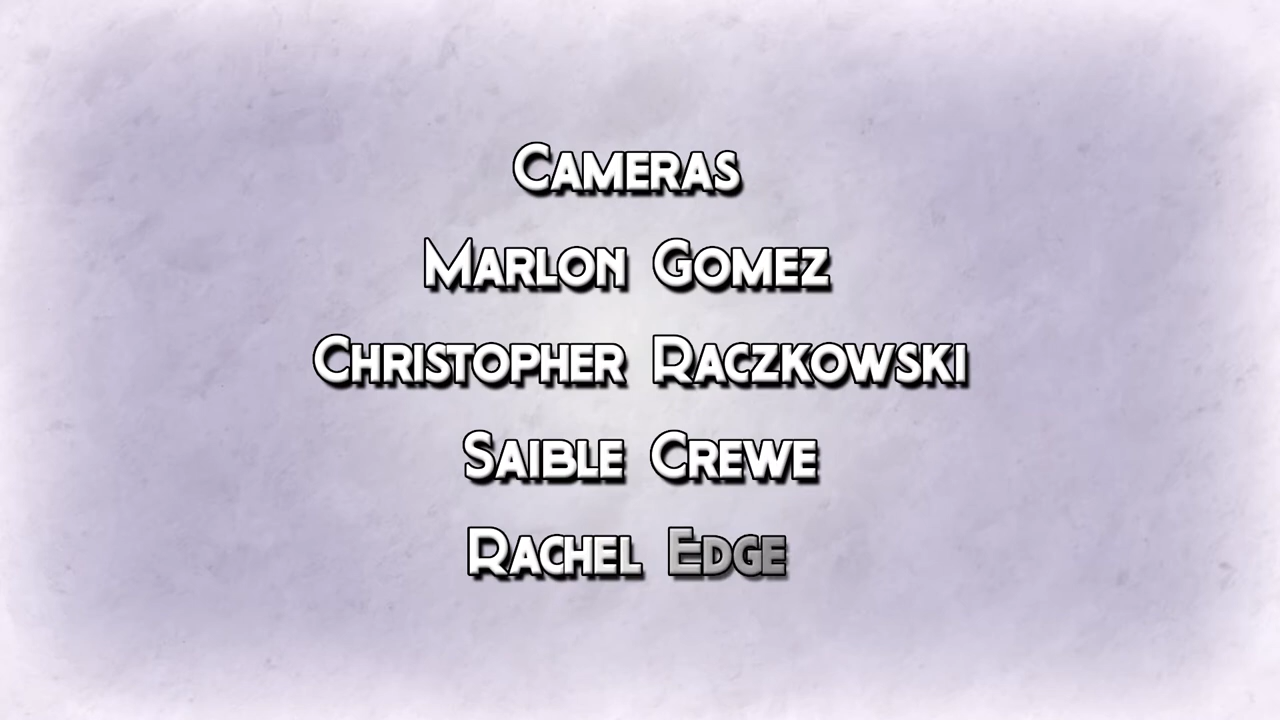 Cameras
Marlon Gomez
Christopher Raczkowski
Saible Crewe
Rachel Edge